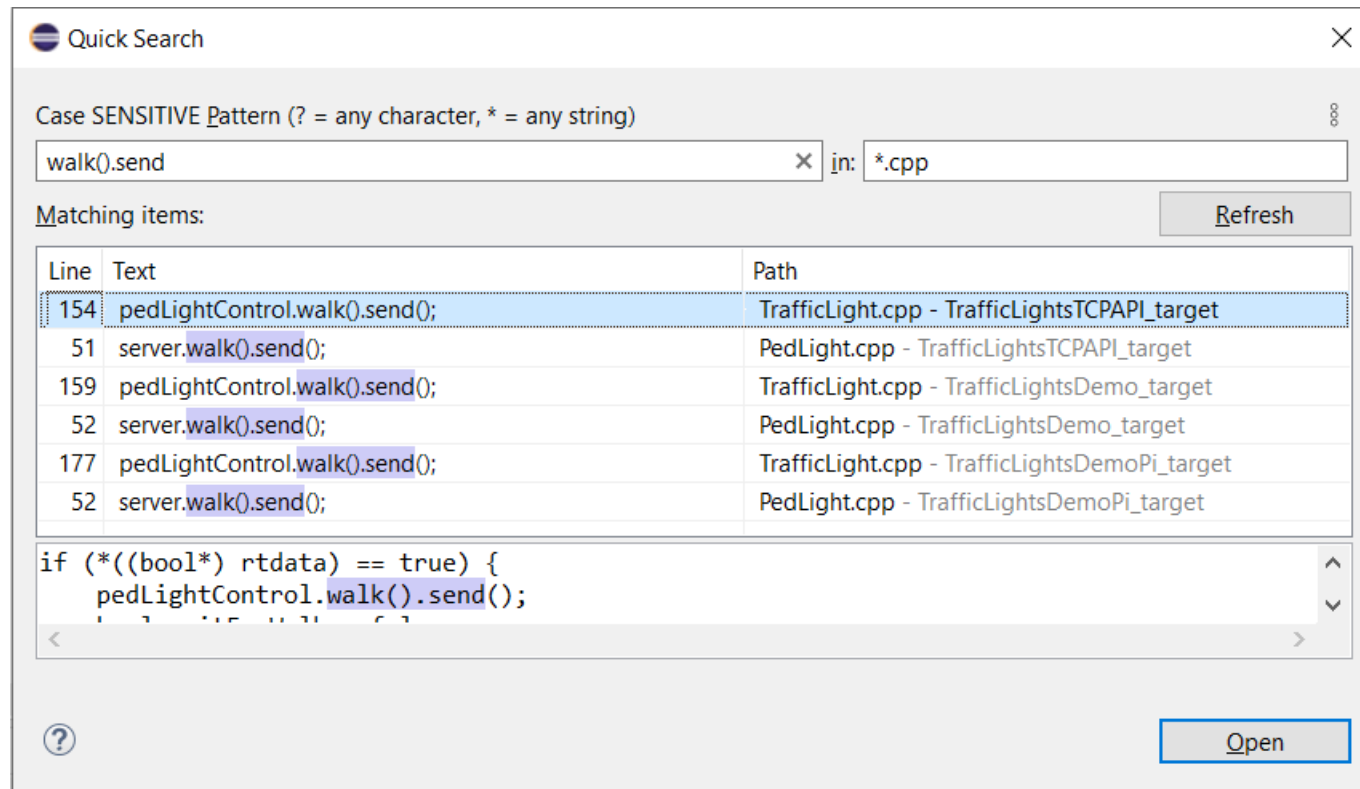 Quick Search
Case SENSITIVE Pattern (? = any character, * = any string)
walk().send in: *.cpp
Matching items: Refresh
Line Text Path
154 pedLightControl.walk().send(); TrafficLight.cpp - TrafficLightsTCPAPI_target
51 server.walk().send(); PedLight.cpp - TrafficLightsTCPAPI_target
159 pedLightControl.walk().send(); TrafficLight.cpp - TrafficLightsDemo_target
52 server.walk().send(); PedLight.cpp - TrafficLightsDemo_target
177 pedLightControl.walk().send(); TrafficLight.cpp - TrafficLightsDemoPi_target
52 server.walk().send(); PedLight.cpp - TrafficLightsDemoPi_target
if (*((bool*) rtdata) == true) {
pedLightControl.walk().send();
Open